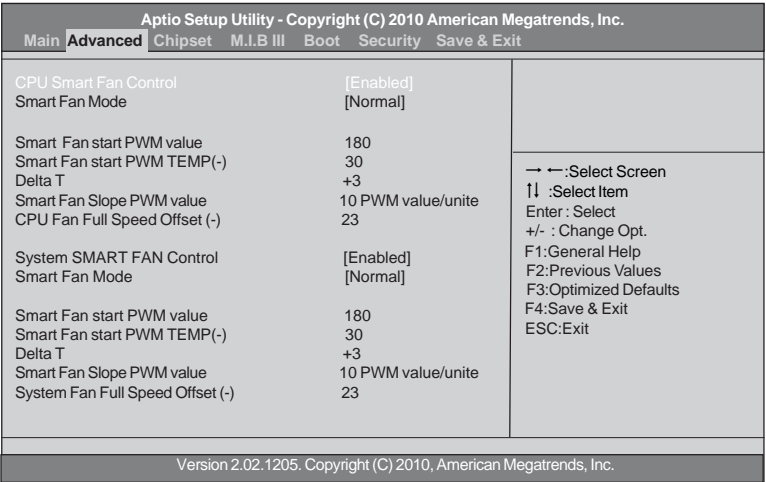 Aptio Setup Utility - Copyright (C) 2010 American Megatrends, Inc.
Main Advanced Chipset M.I.B III Boot Security Save & Exit
CPU Smart Fan Control [Enabled]
Smart Fan Mode [Normal]
Smart Fan start PWM value 180
Smart Fan start PWM TEMP(-) 30
Delta T +3
Smart Fan Slope PWM value 10 PWM value/unite
CPU Fan Full Speed Offset (-) 23
System SMART FAN Control [Enabled]
Smart Fan Mode [Normal]
Smart Fan start PWM value 180
Smart Fan start PWM TEMP(-) 30
Delta T +3
Smart Fan Slope PWM value 10 PWM value/unite
System Fan Full Speed Offset (-) 23
→ ←:Select Screen
↑↓ :Select Item
Enter : Select
+/- : Change Opt.
F1:General Help
F2:Previous Values
F3:Optimized Defaults
F4:Save & Exit
ESC:Exit
Version 2.02.1205. Copyright (C) 2010, American Megatrends, Inc.